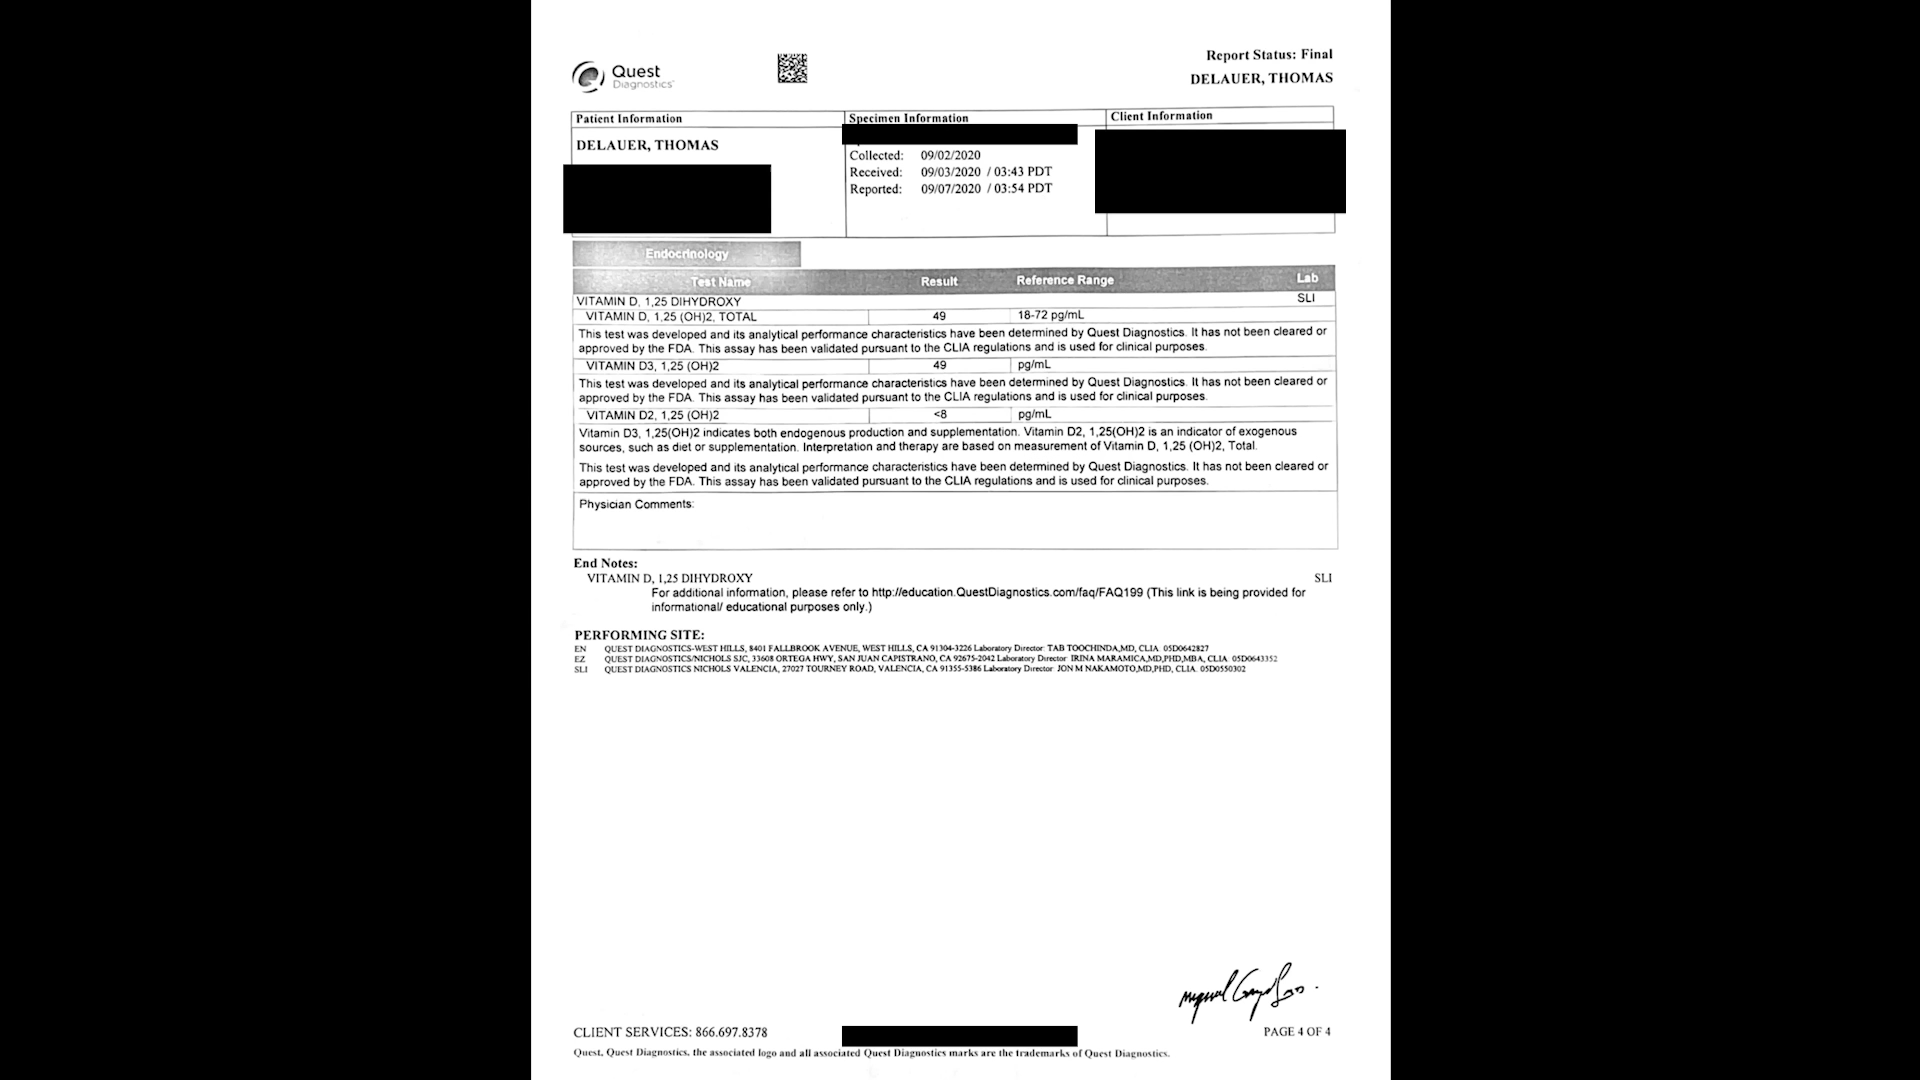 Quest
Diagnostics
Report Status: Final
DELAUER, THOMAS
Patient Information
Specimen Information
Client Information
DELAUER, THOMAS
Collected: 09/02/2020
Received: 09/03/2020 / 03:43 PDT
Reported: 09/07/2020 / 03:54 PDT
Endocrinology
Test Name Result Reference Range Lab
VITAMIN D, 1,25 DIHYDROXY SLI
VITAMIN D, 1,25 (OH)2, TOTAL 49 18-72 pg/mL
This test was developed and its analytical performance characteristics have been determined by Quest Diagnostics. It has not been cleared or
approved by the FDA. This assay has been validated pursuant to the CLIA regulations and is used for clinical purposes.
VITAMIN D3, 1,25 (OH)2 49 pg/mL
This test was developed and its analytical performance characteristics have been determined by Quest Diagnostics. It has not been cleared or
approved by the FDA. This assay has been validated pursuant to the CLIA regulations and is used for clinical purposes.
VITAMIN D2, 1,25 (OH)2 <8 pg/mL
Vitamin D3, 1,25(OH)2 indicates both endogenous production and supplementation. Vitamin D2, 1,25(OH)2 is an indicator of exogenous
sources, such as diet or supplementation. Interpretation and therapy are based on measurement of Vitamin D, 1,25 (OH)2, Total.
This test was developed and its analytical performance characteristics have been determined by Quest Diagnostics. It has not been cleared or
approved by the FDA. This assay has been validated pursuant to the CLIA regulations and is used for clinical purposes.
Physician Comments:
End Notes:
VITAMIN D, 1,25 DIHYDROXY SLI
For additional information, please refer to http://education.QuestDiagnostics.com/faq/FAQ199 (This link is being provided for
informational/ educational purposes only.)
PERFORMING SITE:
EN QUEST DIAGNOSTICS-WEST HILLS, 8401 FALLBROOK AVENUE, WEST HILLS, CA 91304-3226 Laboratory Director: TAB TOOCHINDA,MD, CLIA: 05D0642827
EZ QUEST DIAGNOSTICS/NICHOLS SJC, 33608 ORTEGA HWY, SAN JUAN CAPISTRANO, CA 92675-2042 Laboratory Director: IRINA MARAMICA,MD,PHD,MBA, CLIA: 05D0643352
SLI QUEST DIAGNOSTICS NICHOLS VALENCIA, 27027 TOURNEY ROAD, VALENCIA, CA 91355-5386 Laboratory Director: JON M NAKAMOTO,MD,PHD, CLIA: 05D0550302
CLIENT SERVICES: 866.697.8378
PAGE 4 OF 4
Quest, Quest Diagnostics, the associated logo and all associated Quest Diagnostics marks are the trademarks of Quest Diagnostics.